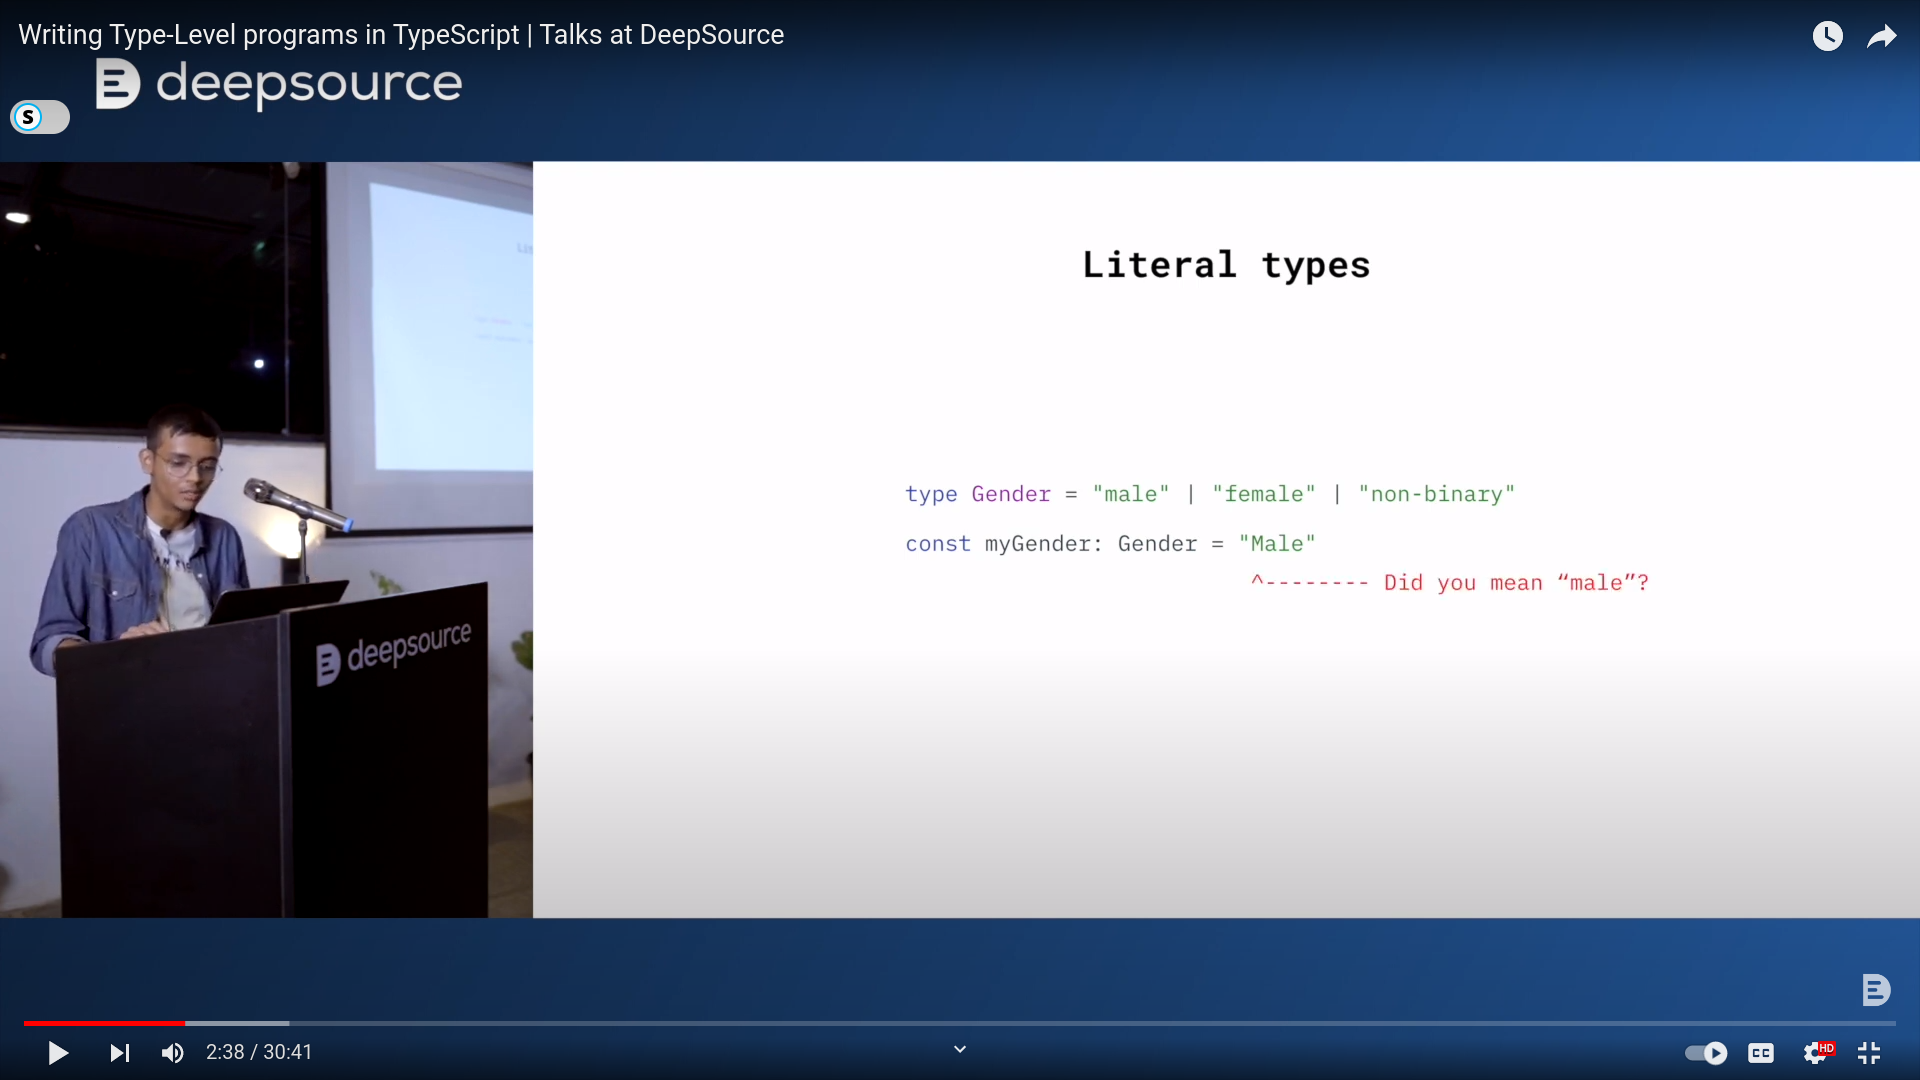 Writing Type-Level programs in TypeScript | Talks at DeepSource
deepsource
S
Literal types
type Gender = "male" | "female" | "non-binary"
const myGender: Gender = "Male"
^-------- Did you mean “male”?
deepsource
2:38 / 30:41
CC
HD